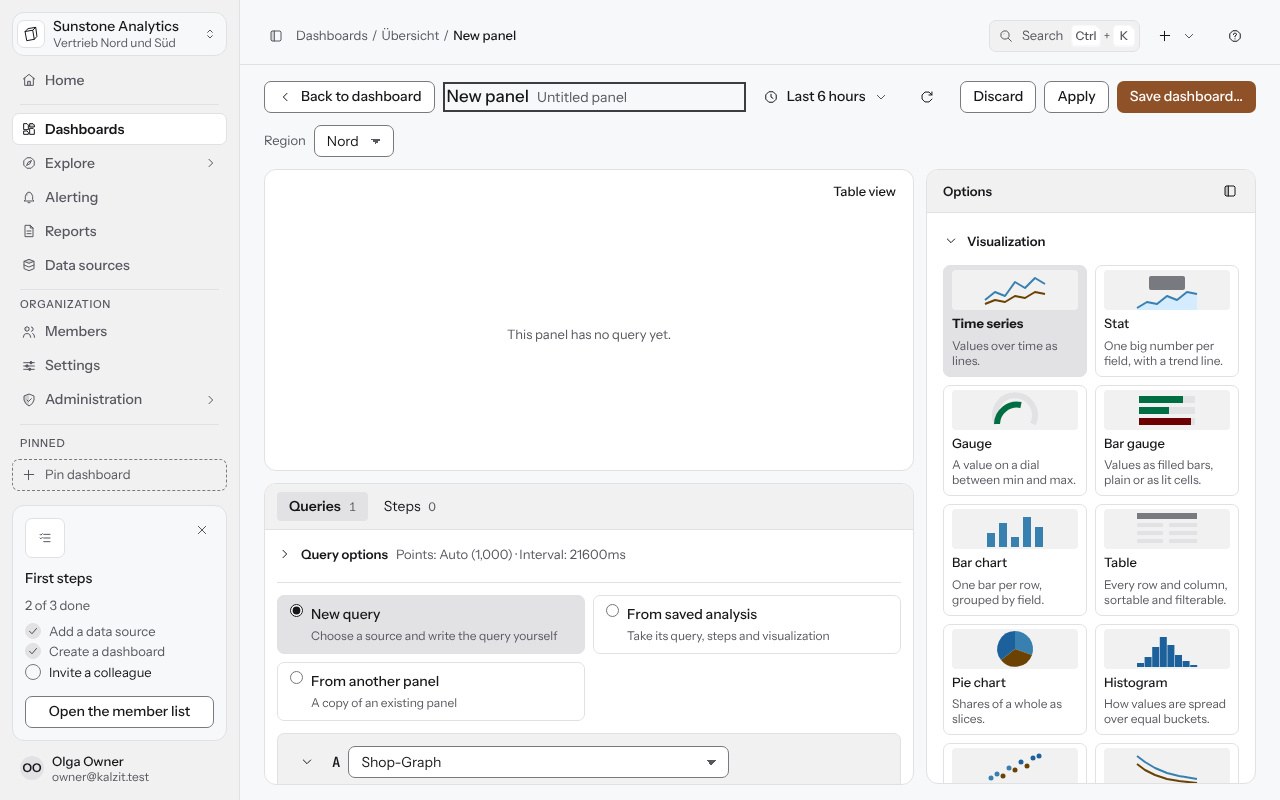 Sunstone Analytics
Vertrieb Nord und Süd
Home
Dashboards
Explore
Alerting
Reports
Data sources
ORGANIZATION
Members
Settings
Administration
PINNED
Pin dashboard
First steps
2 of 3 done
Add a data source
Create a dashboard
Invite a colleague
Open the member list
OO
Olga Owner
owner@kalzit.test
Dashboards / Übersicht / New panel
Search Ctrl + K
Back to dashboard
New panel Untitled panel
Last 6 hours
Discard
Apply
Save dashboard...
Region
Nord
Table view
This panel has no query yet.
Queries 1
Steps 0
Query options Points: Auto (1,000) · Interval: 21600ms
New query
Choose a source and write the query yourself
From saved analysis
Take its query, steps and visualization
From another panel
A copy of an existing panel
A
Shop-Graph
Options
Visualization
Time series
Values over time as
lines.
Stat
One big number per
field, with a trend line.
Gauge
A value on a dial
between min and max.
Bar gauge
Values as filled bars,
plain or as lit cells.
Bar chart
One bar per row,
grouped by field.
Table
Every row and column,
sortable and filterable.
Pie chart
Shares of a whole as
slices.
Histogram
How values are spread
over equal buckets.